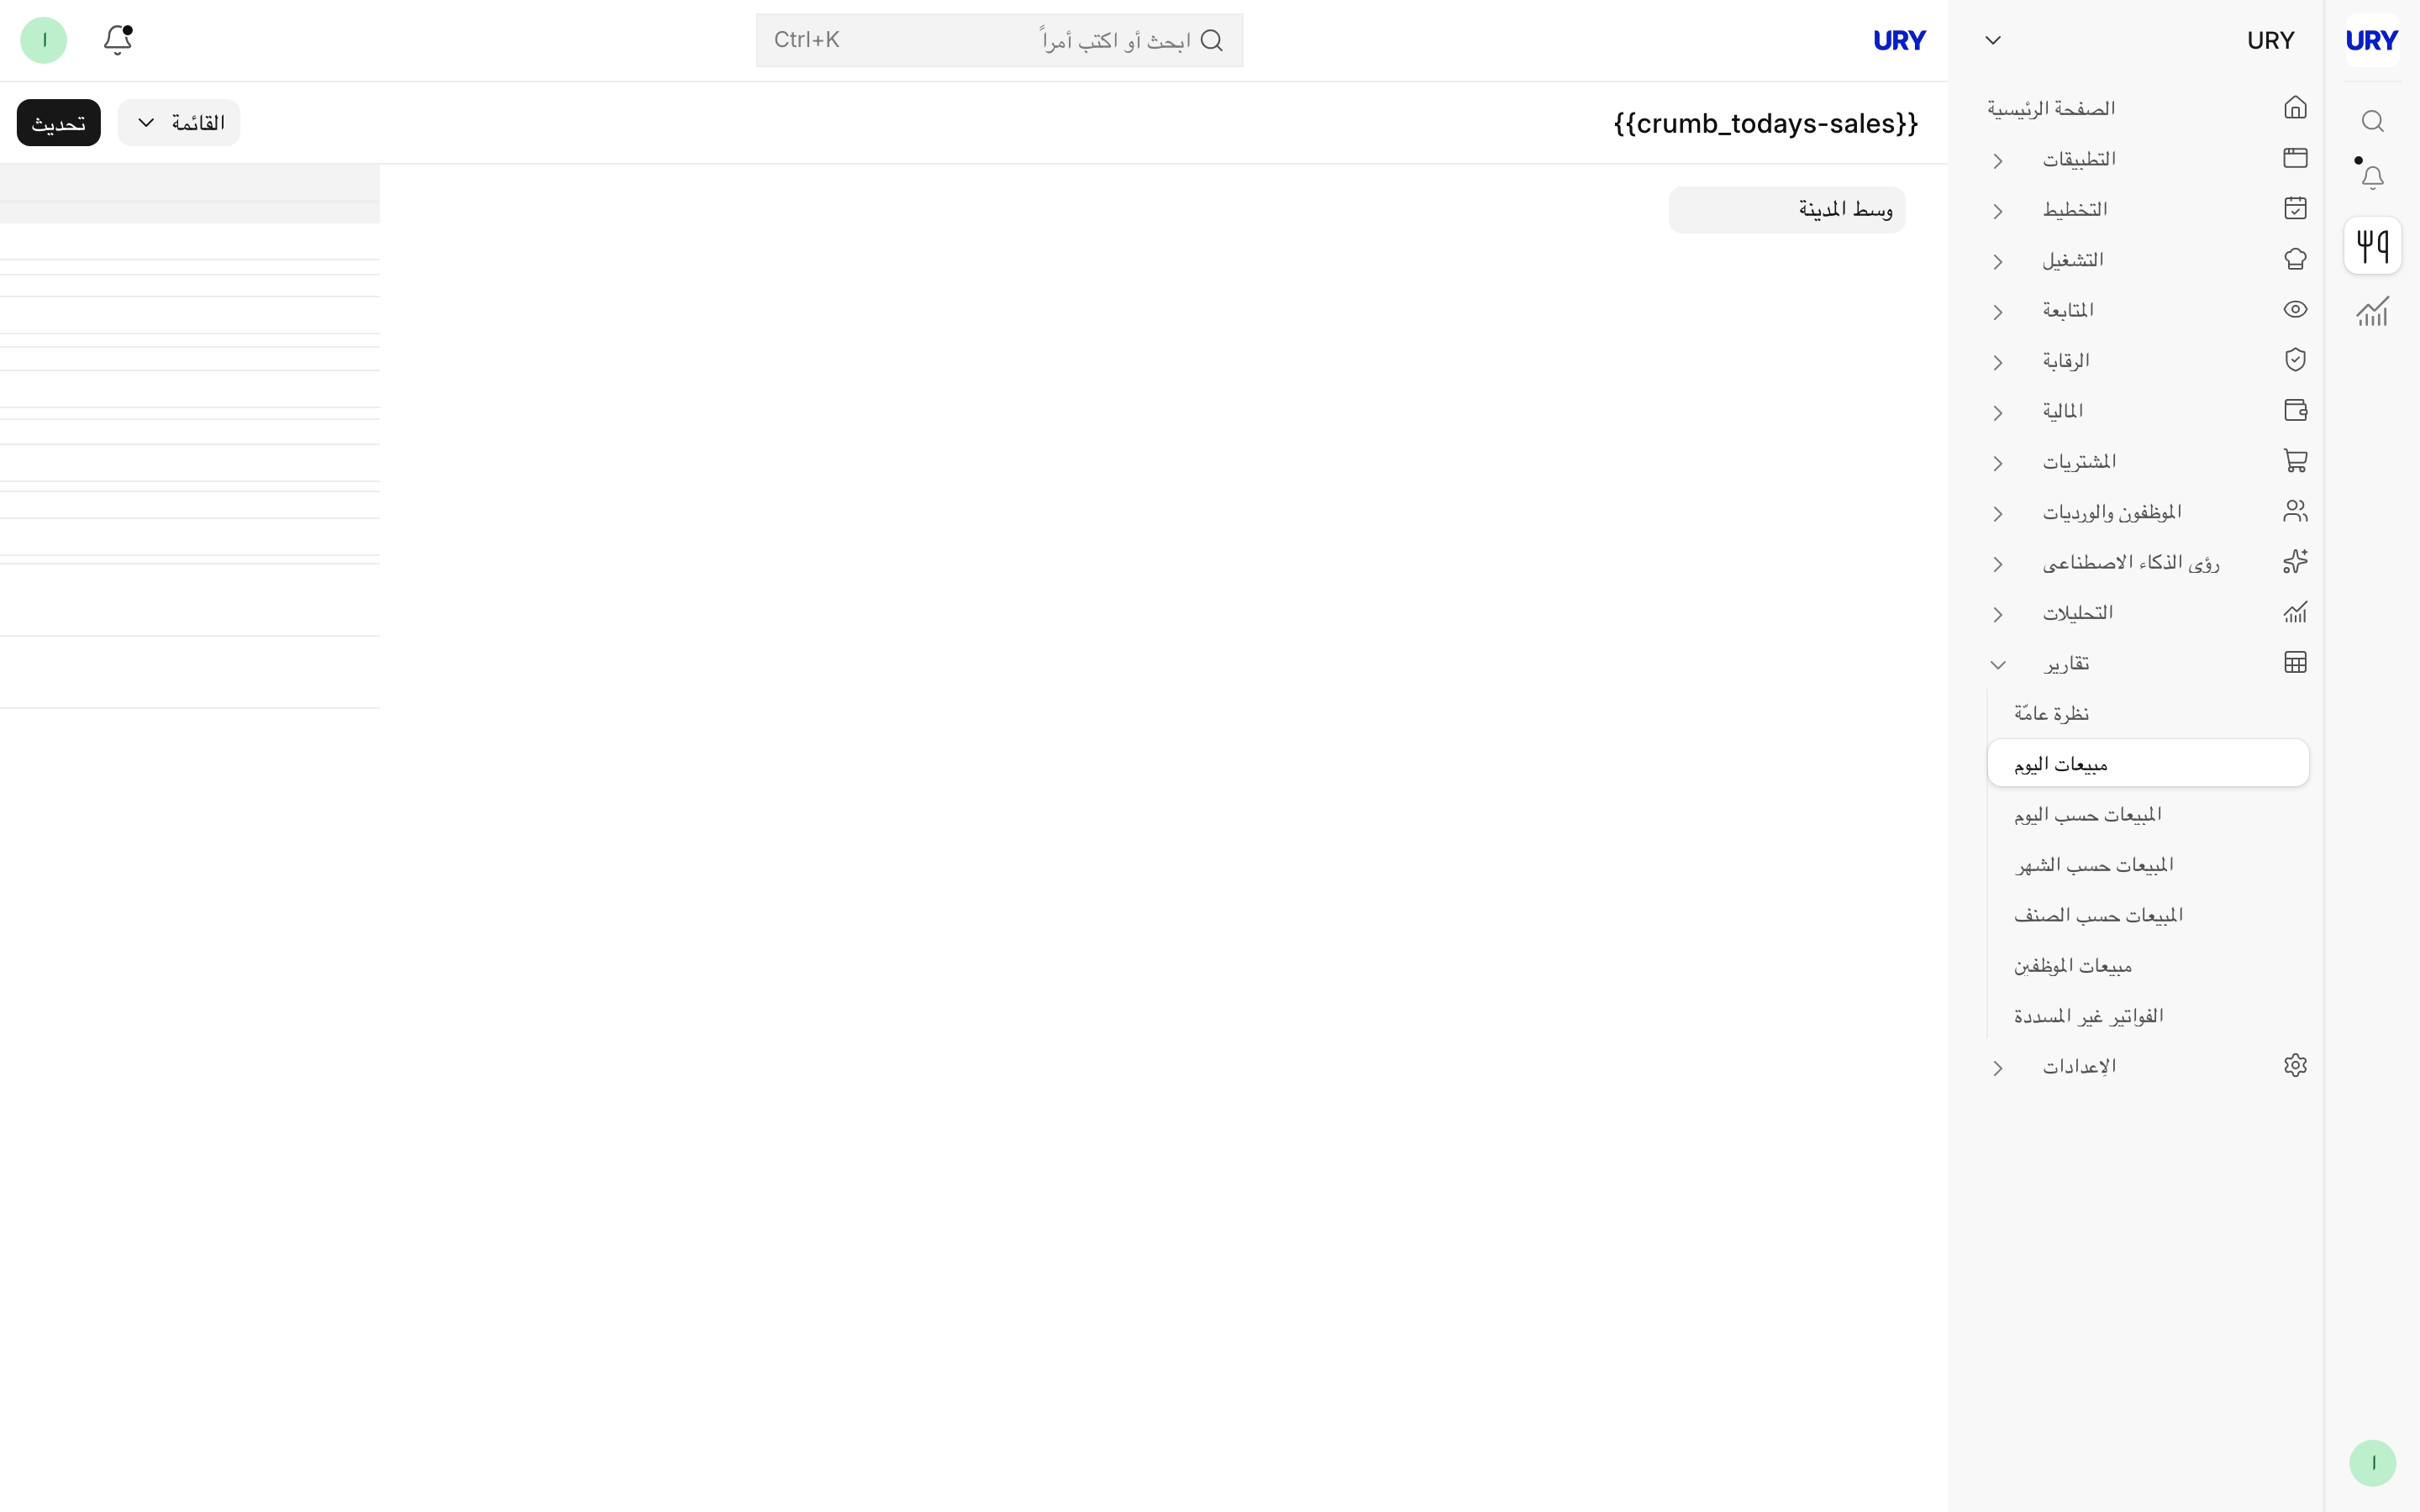 URY
URY
URY
ابحث أو اكتب أمراً
Ctrl+K
ا
{{crumb_todays-sales}}
القائمة
تحديث
وسط المدينة
الصفحة الرئيسية
التطبيقات
التخطيط
التشغيل
المتابعة
الرقابة
المالية
المشتريات
الموظفون والورديات
رؤى الذكاء الاصطناعي
التحليلات
تقارير
نظرة عامّة
مبيعات اليوم
المبيعات حسب اليوم
المبيعات حسب الشهر
المبيعات حسب الصنف
مبيعات الموظفين
الفواتير غير المسددة
الإعدادات
ا